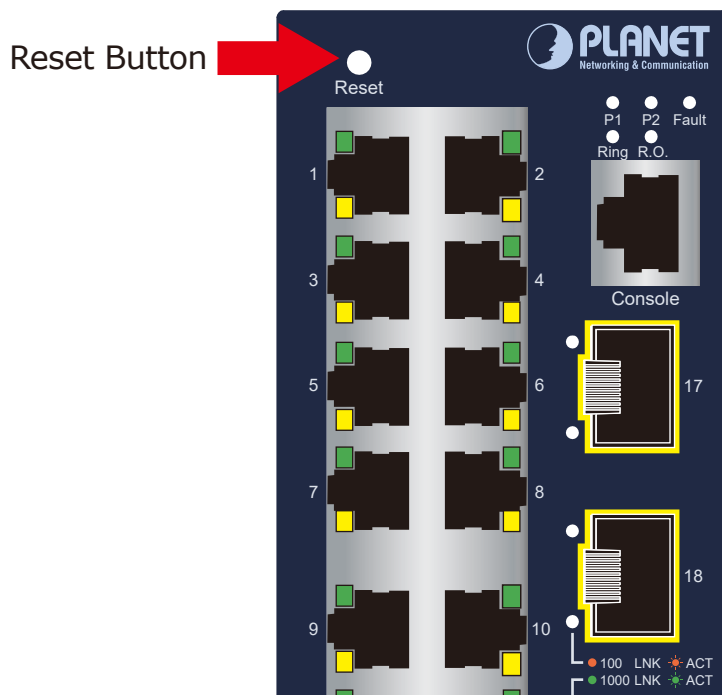 Reset Button
PLANET
Networking & Communication
Reset
P1 P2 Fault
Ring R.O.
1 2
3 4
Console
5 6 17
7 8
18
9 10
100 LNK ACT
1000 LNK ACT